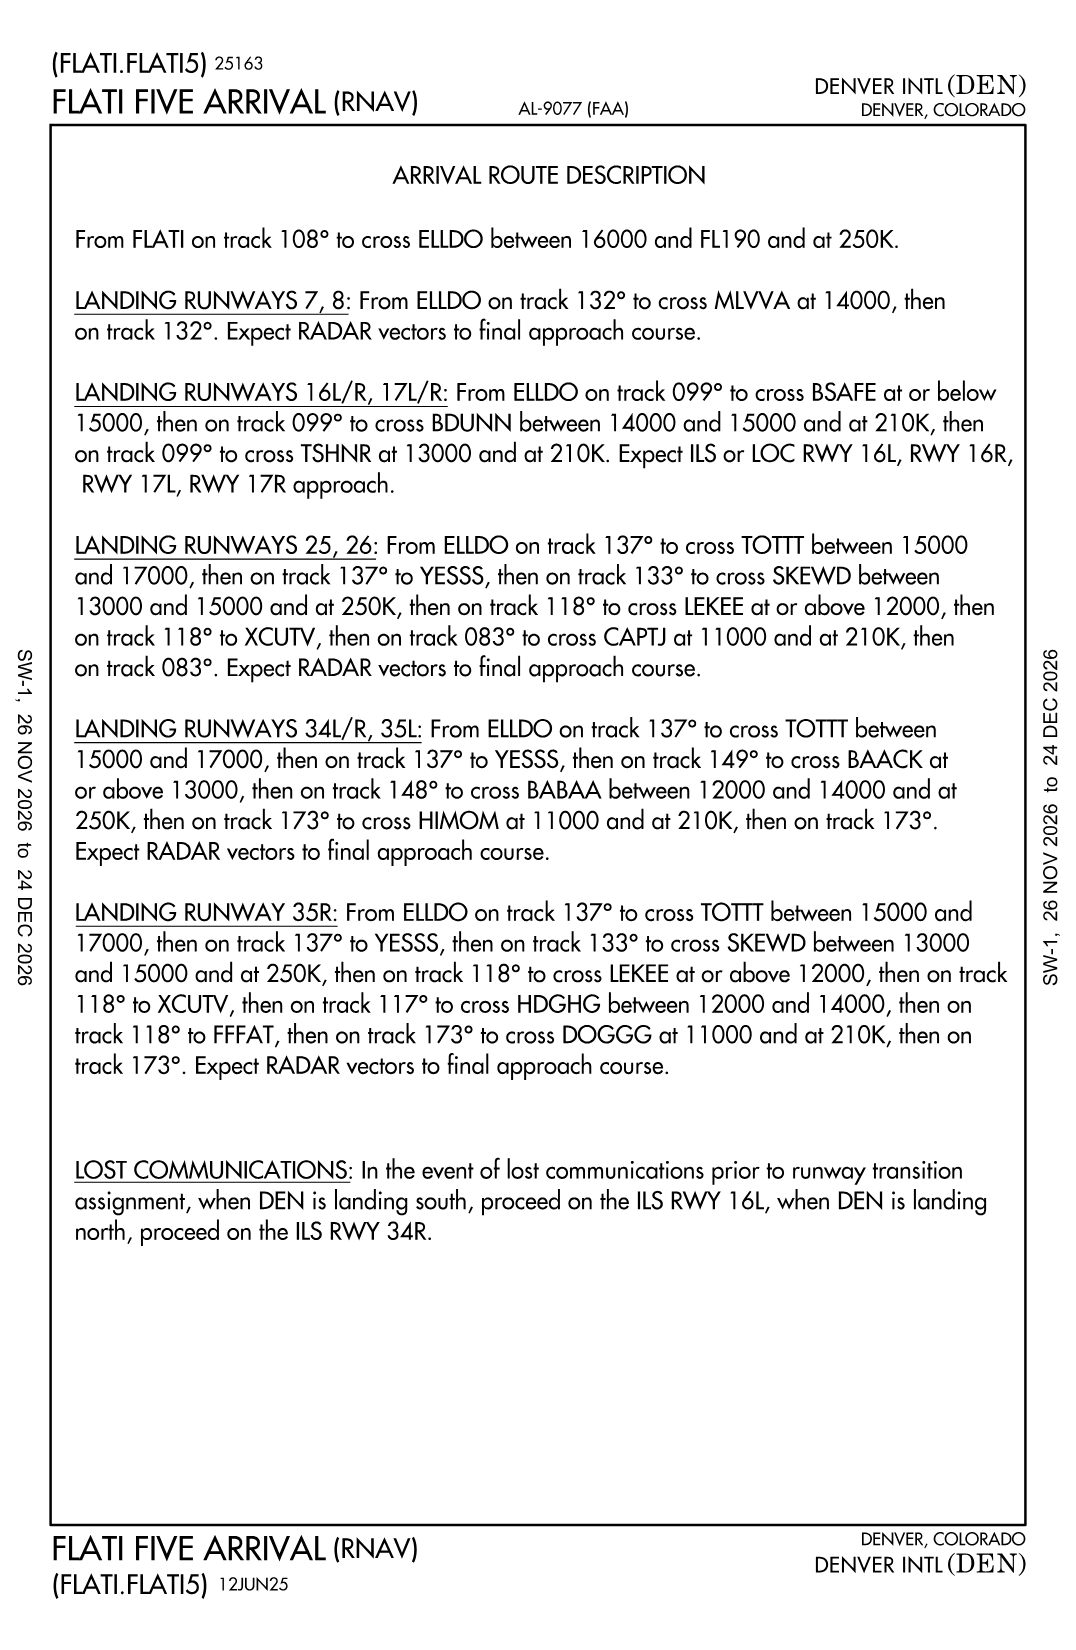 (FLATI.FLATI5) 25163
FLATI FIVE ARRIVAL (RNAV)
AL-9077 (FAA)
DENVER INTL (DEN)
DENVER, COLORADO
ARRIVAL ROUTE DESCRIPTION
From FLATI on track 108° to cross ELLDO between 16000 and FL190 and at 250K.
LANDING RUNWAYS 7, 8: From ELLDO on track 132° to cross MLVVA at 14000, then
on track 132°. Expect RADAR vectors to final approach course.
LANDING RUNWAYS 16L/R, 17L/R: From ELLDO on track 099° to cross BSAFE at or below
15000, then on track 099° to cross BDUNN between 14000 and 15000 and at 210K, then
on track 099° to cross TSHNR at 13000 and at 210K. Expect ILS or LOC RWY 16L, RWY 16R,
RWY 17L, RWY 17R approach.
LANDING RUNWAYS 25, 26: From ELLDO on track 137° to cross TOTTT between 15000
and 17000, then on track 137° to YESSS, then on track 133° to cross SKEWD between
13000 and 15000 and at 250K, then on track 118° to cross LEKEE at or above 12000, then
on track 118° to XCUTV, then on track 083° to cross CAPTJ at 11000 and at 210K, then
on track 083°. Expect RADAR vectors to final approach course.
LANDING RUNWAYS 34L/R, 35L: From ELLDO on track 137° to cross TOTTT between
15000 and 17000, then on track 137° to YESSS, then on track 149° to cross BAACK at
or above 13000, then on track 148° to cross BABAA between 12000 and 14000 and at
250K, then on track 173° to cross HIMOM at 11000 and at 210K, then on track 173°.
Expect RADAR vectors to final approach course.
LANDING RUNWAY 35R: From ELLDO on track 137° to cross TOTTT between 15000 and
17000, then on track 137° to YESSS, then on track 133° to cross SKEWD between 13000
and 15000 and at 250K, then on track 118° to cross LEKEE at or above 12000, then on track
118° to XCUTV, then on track 117° to cross HDGHG between 12000 and 14000, then on
track 118° to FFFAT, then on track 173° to cross DOGGG at 11000 and at 210K, then on
track 173°. Expect RADAR vectors to final approach course.
LOST COMMUNICATIONS: In the event of lost communications prior to runway transition
assignment, when DEN is landing south, proceed on the ILS RWY 16L, when DEN is landing
north, proceed on the ILS RWY 34R.
SW-1, 26 NOV 2026 to 24 DEC 2026
SW-1, 26 NOV 2026 to 24 DEC 2026
FLATI FIVE ARRIVAL (RNAV)
(FLATI.FLATI5) 12JUN25
DENVER, COLORADO
DENVER INTL (DEN)